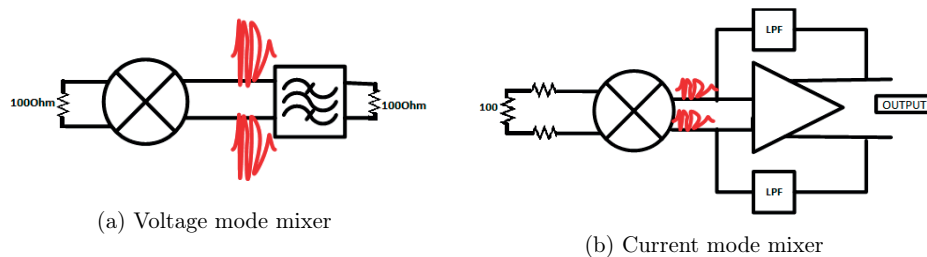 100Ohm
100Ohm
(a) Voltage mode mixer
LPF
100
OUTPUT
LPF
(b) Current mode mixer